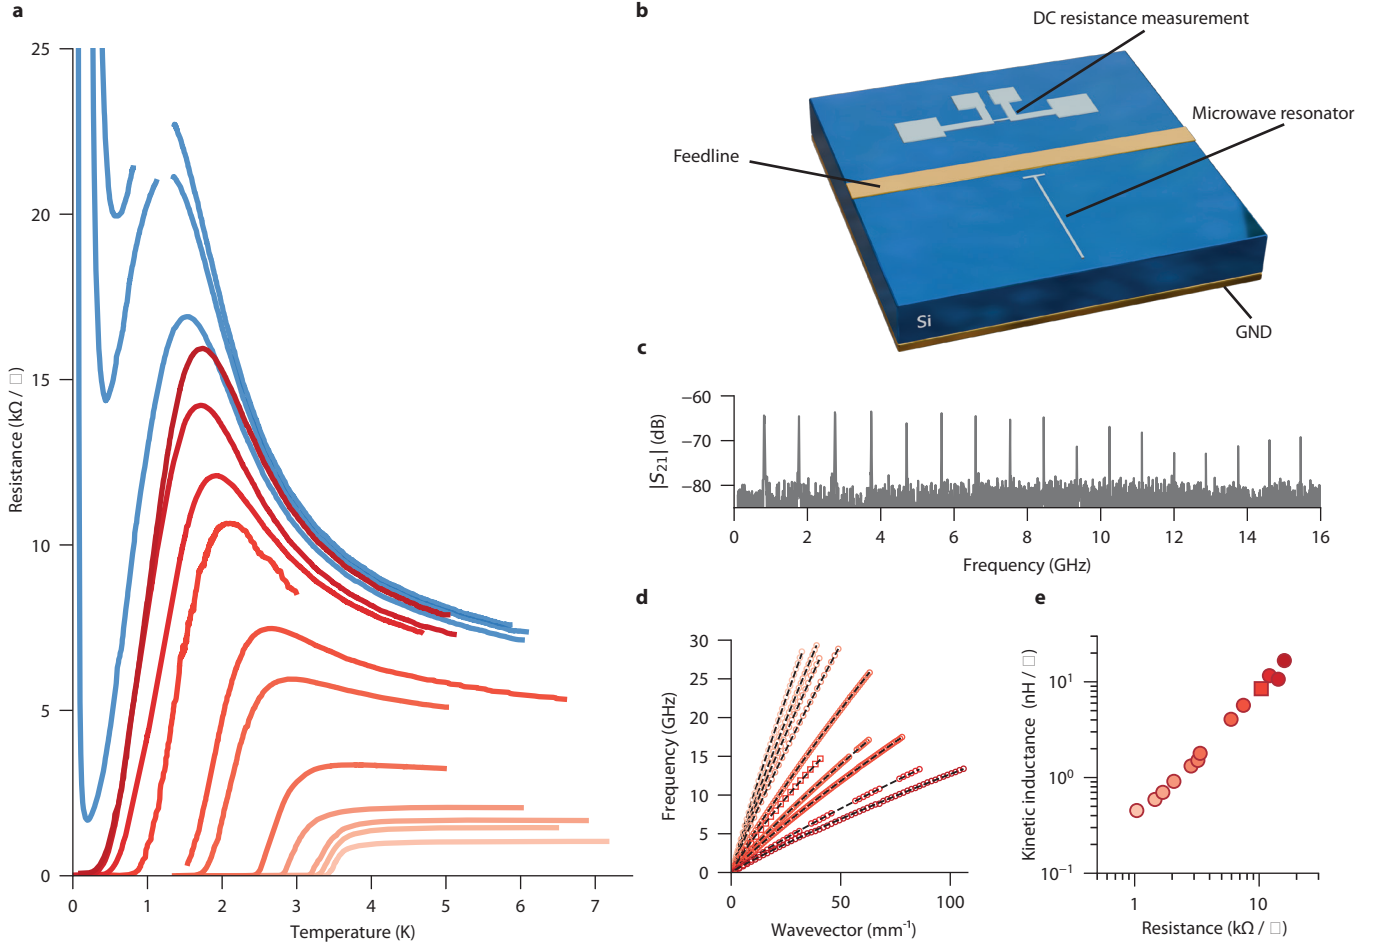 a
25
20
15
10
5
0
Resistance (kΩ / □)
0 1 2 3 4 5 6 7
Temperature (K)
b
DC resistance measurement
Microwave resonator
Feedline
Si
GND
c
−60
−70
−80
|S21| (dB)
0 2 4 6 8 10 12 14 16
Frequency (GHz)
d
30
25
20
15
10
5
0
Frequency (GHz)
0 50 100
Wavevector (mm-1)
e
10¹
10⁰
10⁻¹
Kinetic inductance (nH / □)
1 10
Resistance (kΩ / □)